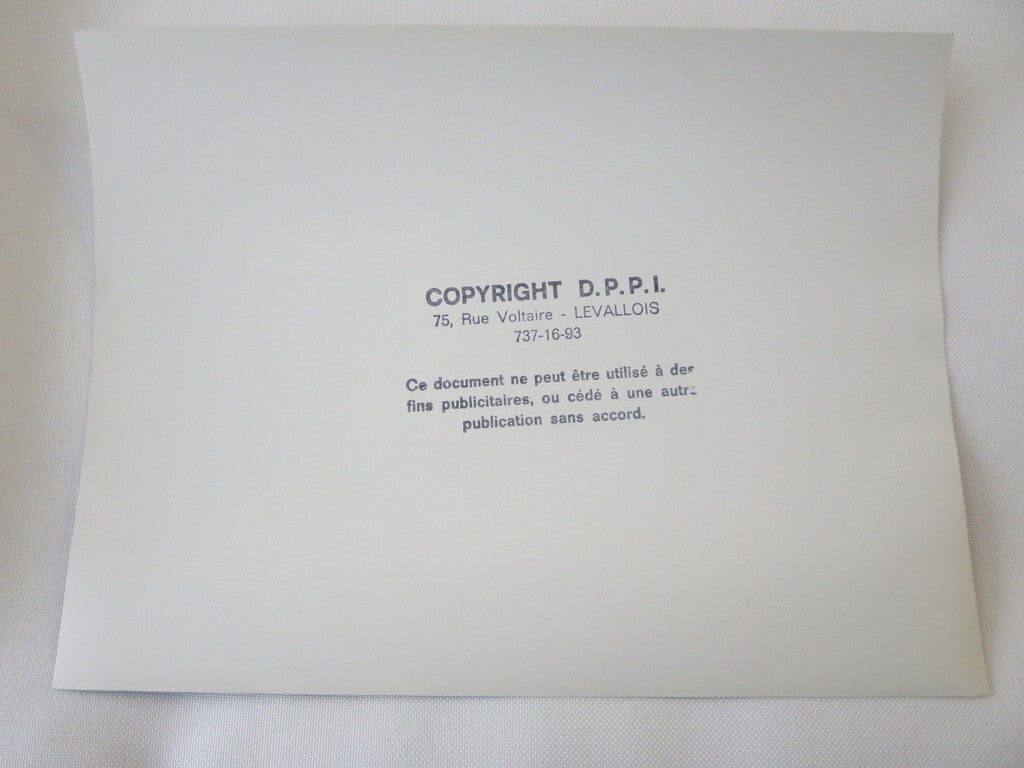 COPYRIGHT D.P.P.I.
75, Rue Voltaire - LEVALLOIS
737-16-93
Ce document ne peut être utilisé à des
fins publicitaires, ou cédé à une autre
publication sans accord.